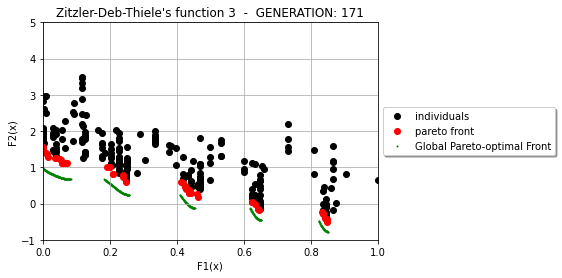 Zitzler-Deb-Thiele's function 3 - GENERATION: 171
5
4
3
2
1
0
−1
F2(x)
0.0 0.2 0.4 0.6 0.8 1.0
F1(x)
individuals
pareto front
Global Pareto-optimal Front